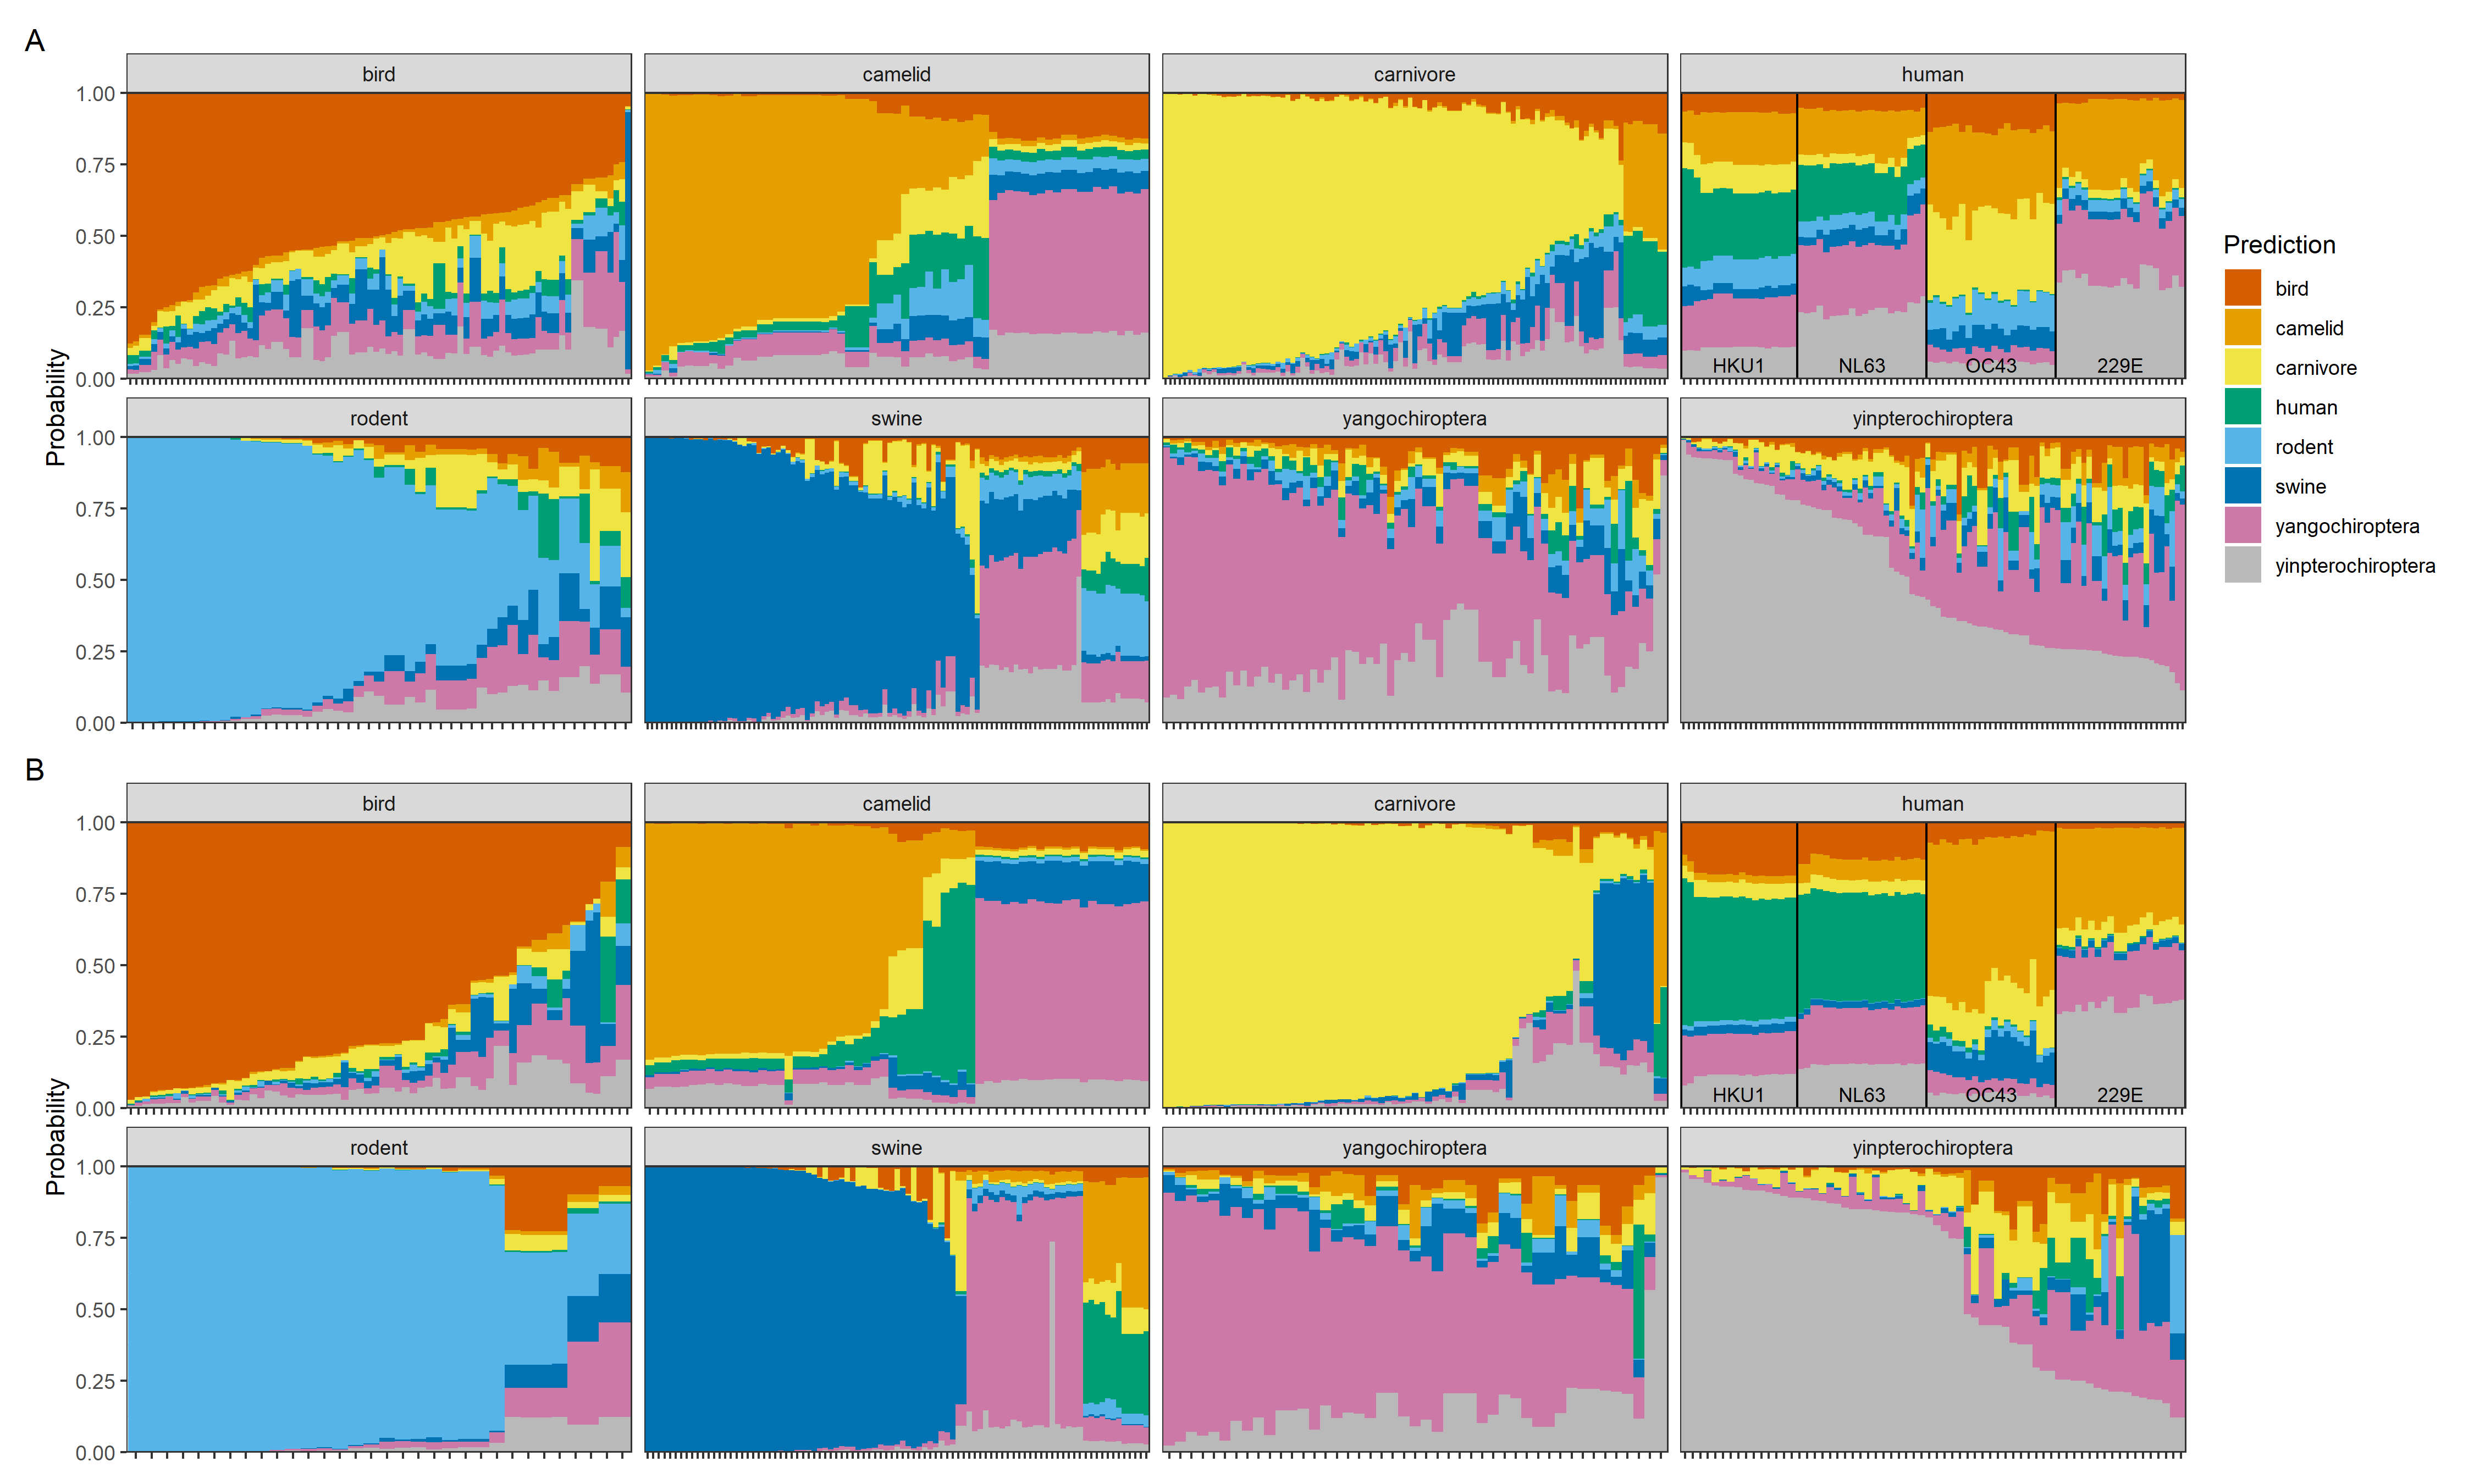 A
bird
camelid
carnivore
human
1.00
0.75
0.50
0.25
0.00
HKU1
NL63
OC43
229E
Probability
rodent
swine
yangochiroptera
yinpterochiroptera
1.00
0.75
0.50
0.25
0.00
Prediction
bird
camelid
carnivore
human
rodent
swine
yangochiroptera
yinpterochiroptera
B
bird
camelid
carnivore
human
1.00
0.75
0.50
0.25
0.00
HKU1
NL63
OC43
229E
Probability
rodent
swine
yangochiroptera
yinpterochiroptera
1.00
0.75
0.50
0.25
0.00